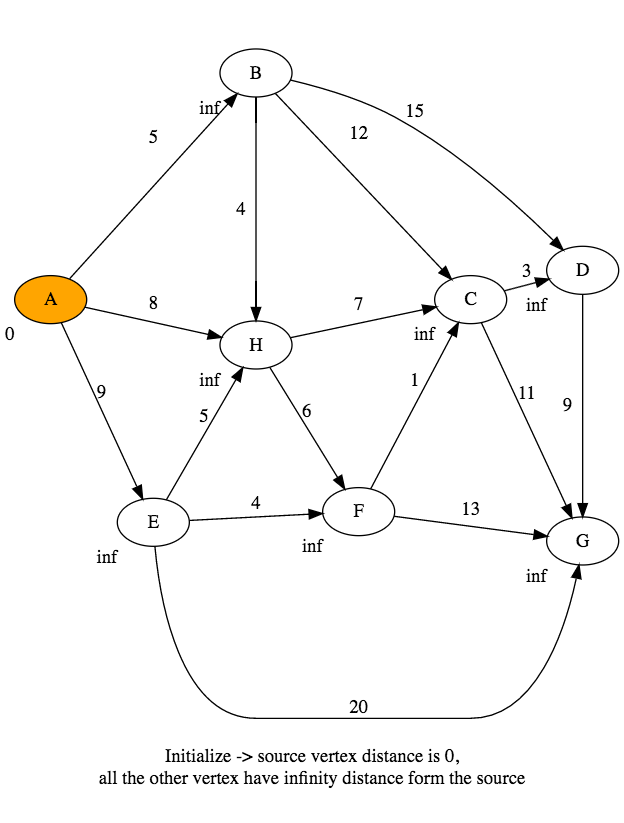 B
inf
15
12
5
4
A
0
8
3
D
7
C
inf
inf
H
inf
9
1
11
9
5
6
4
E
inf
F
inf
13
G
inf
20
Initialize -> source vertex distance is 0,
all the other vertex have infinity distance form the source